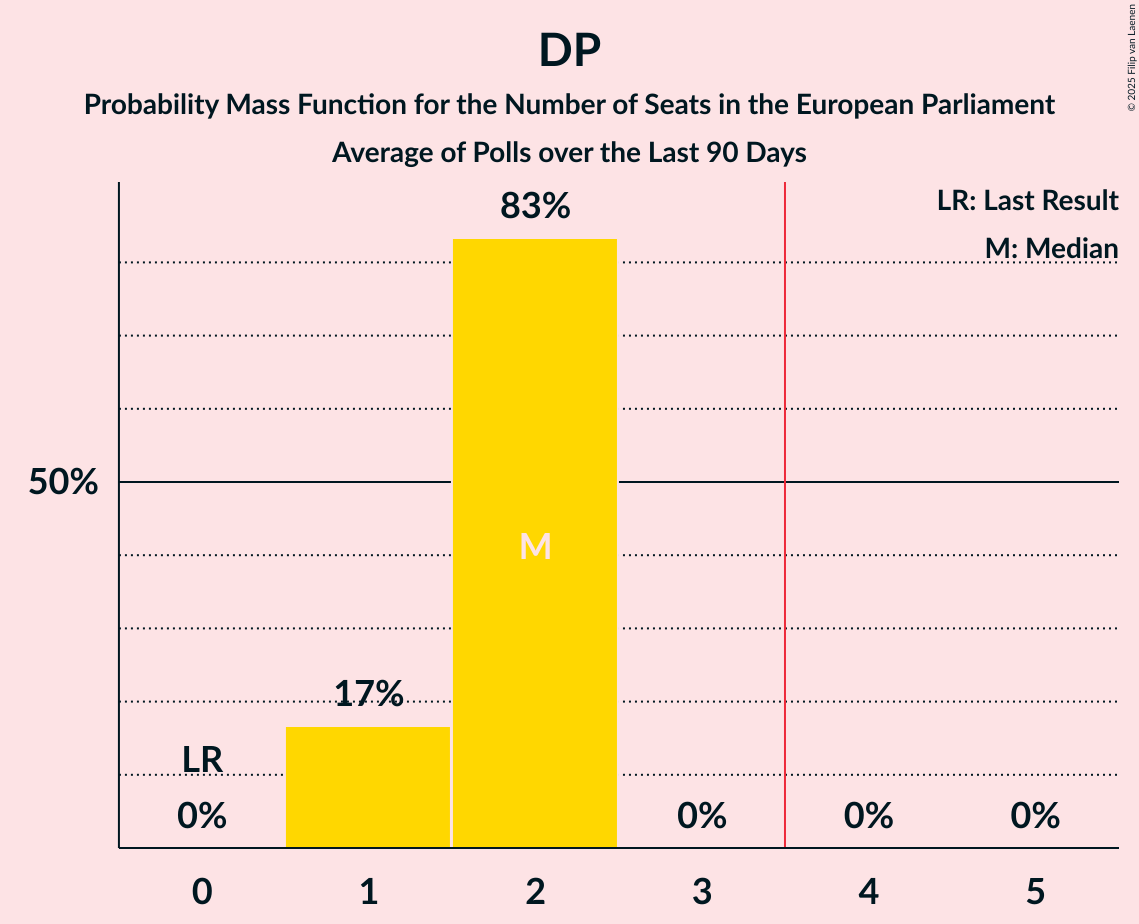 DP
Probability Mass Function for the Number of Seats in the European Parliament
Average of Polls over the Last 90 Days
© 2025 Filip van Laenen
LR: Last Result
M: Median
83%
50%
M
17%
LR
0%
0%
0%
0%
0
1
2
3
4
5